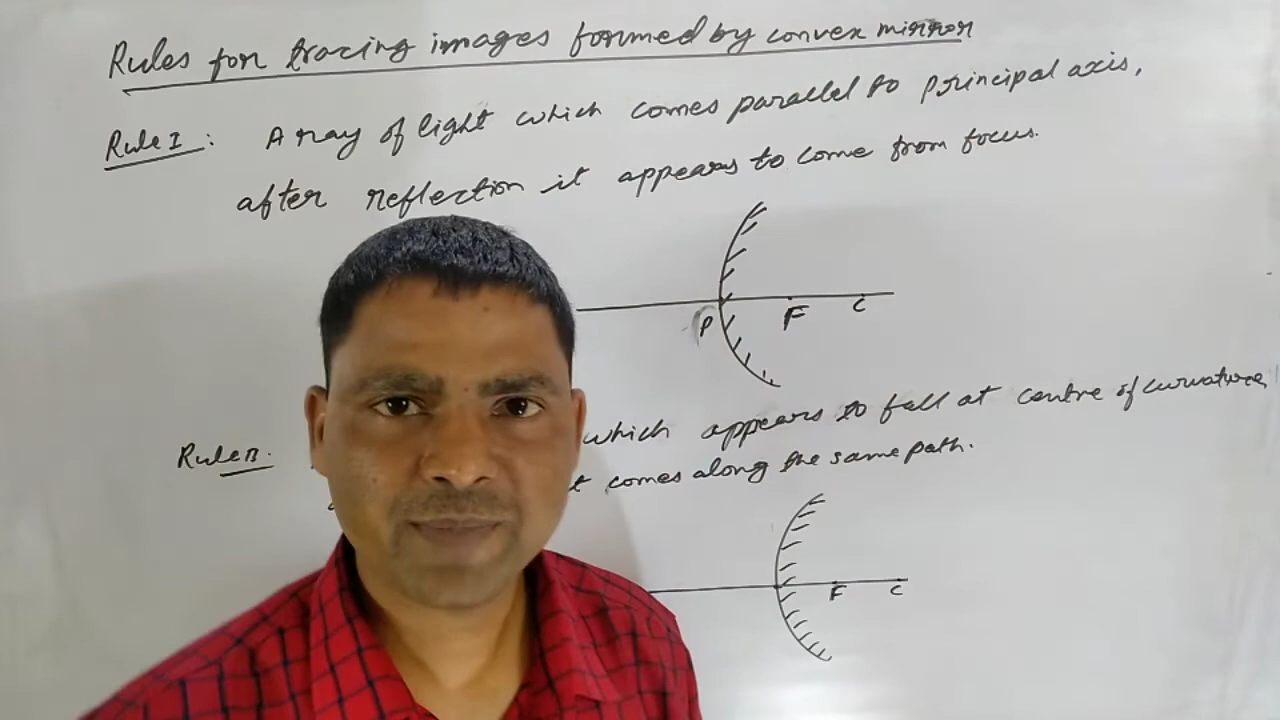 Rules for tracing images formed by convex mirror
Rule I : A ray of light which comes parallel to principal axis,
after reflection it appears to come from focus.
P F C
Rule II. which appears to fall at centre of curvature,
t comes along the same path.
F C